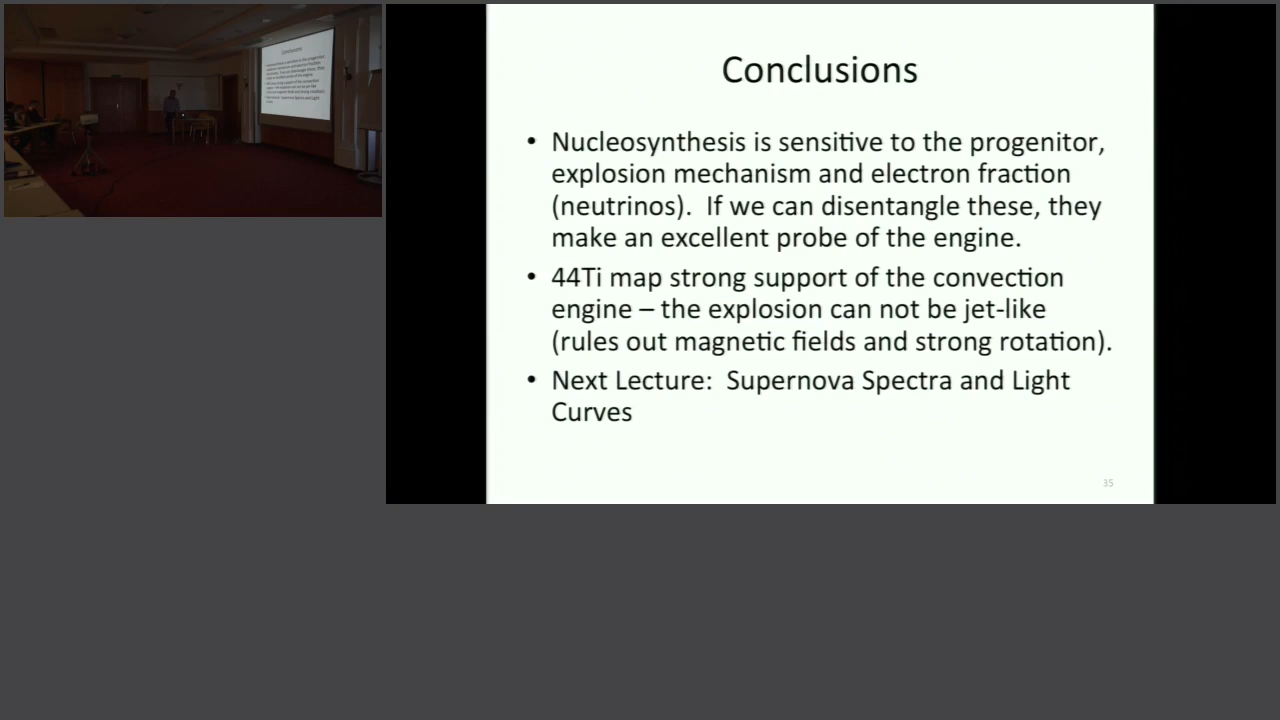 Conclusions
• Nucleosynthesis is sensitive to the progenitor,
explosion mechanism and electron fraction
(neutrinos).  If we can disentangle these, they
make an excellent probe of the engine.
• 44Ti map strong support of the convection
engine – the explosion can not be jet-like
(rules out magnetic fields and strong rotation).
• Next Lecture:  Supernova Spectra and Light
Curves
35